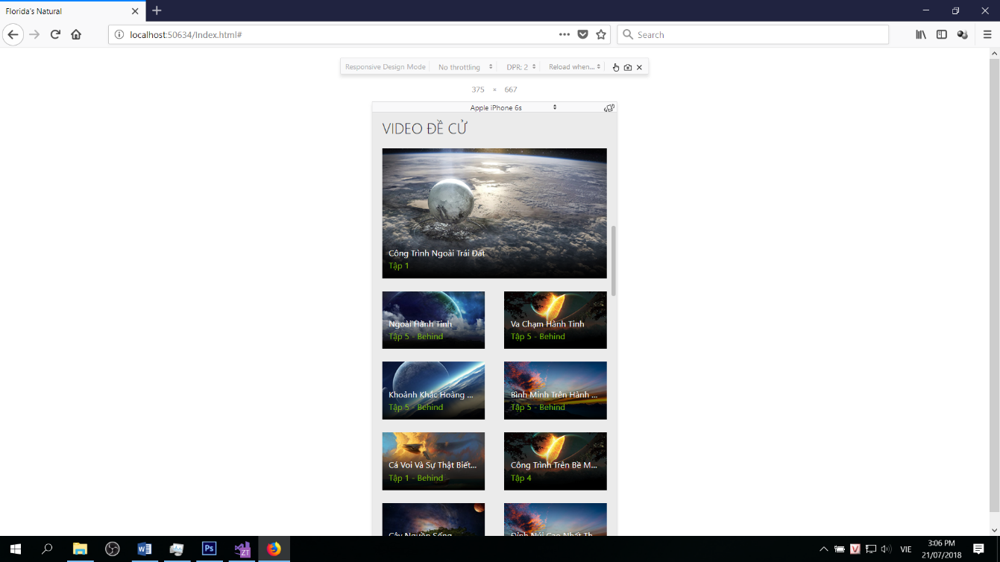 Florida's Natural
localhost:50634/Index.html#
Search
Responsive Design Mode
No throttling
DPR: 2
Reload when...
375 × 667
Apple iPhone 6s
VIDEO ĐỀ CỬ
Công Trình Ngoài Trái Đất
Tập 1
Ngoài Hành Tinh
Tập 5 - Behind
Va Chạm Hành Tinh
Tập 5 - Behind
Khoảnh Khắc Hoàng ...
Tập 5 - Behind
Bình Minh Trên Hành ...
Tập 5 - Behind
Cá Voi Và Sự Thật Biết...
Tập 1 - Behind
Công Trình Trên Bề M...
Tập 4
Cây Nguồn Sống
Đỉnh Núi Cao Nhất Th...
W
Ps
ZT
V
VIE
3:06 PM
21/07/2018